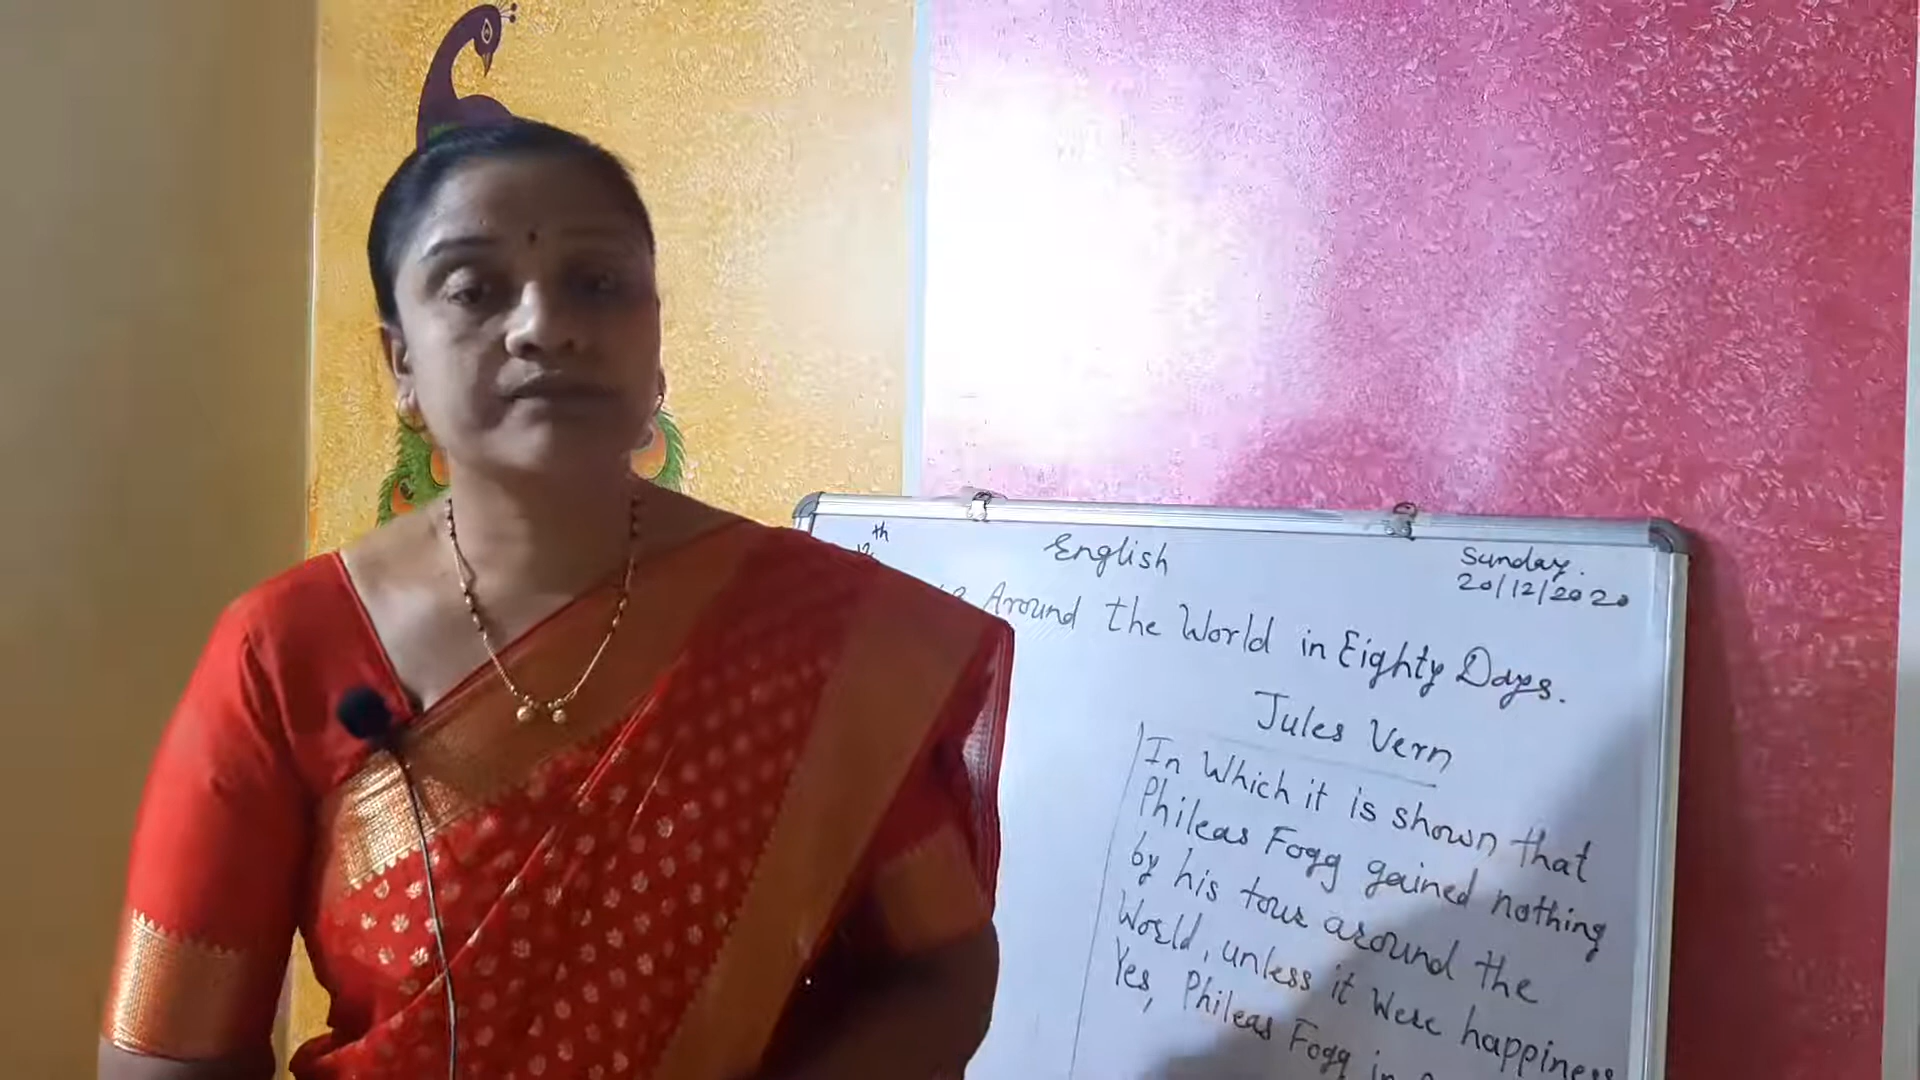 12th
English
Sunday.
20/12/2020
Around the World in Eighty Days.
Jules Vern
In Which it is shown that
Phileas Fogg gained nothing
by his tour around the
World, unless it Were happiness
Yes, Phileas Fogg